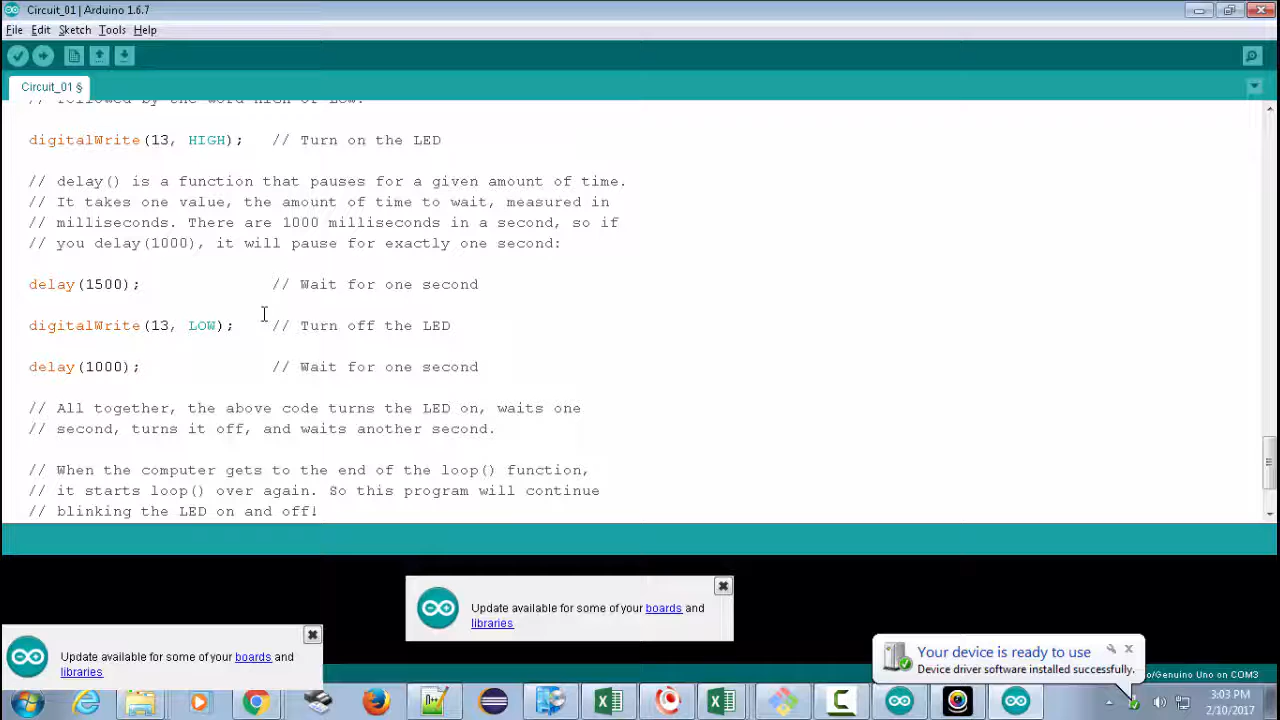 Circuit_01 | Arduino 1.6.7
File Edit Sketch Tools Help
Circuit_01 §
// followed by the word HIGH or LOW.
digitalWrite(13, HIGH);   // Turn on the LED
// delay() is a function that pauses for a given amount of time.
// It takes one value, the amount of time to wait, measured in
// milliseconds. There are 1000 milliseconds in a second, so if
// you delay(1000), it will pause for exactly one second:
delay(1500);              // Wait for one second
digitalWrite(13, LOW);    // Turn off the LED
delay(1000);              // Wait for one second
// All together, the above code turns the LED on, waits one
// second, turns it off, and waits another second.
// When the computer gets to the end of the loop() function,
// it starts loop() over again. So this program will continue
// blinking the LED on and off!
Update available for some of your boards and
libraries
Update available for some of your boards and
libraries
Your device is ready to use
Device driver software installed successfully.
o/Genuino Uno on COM3
3:03 PM
2/10/2017